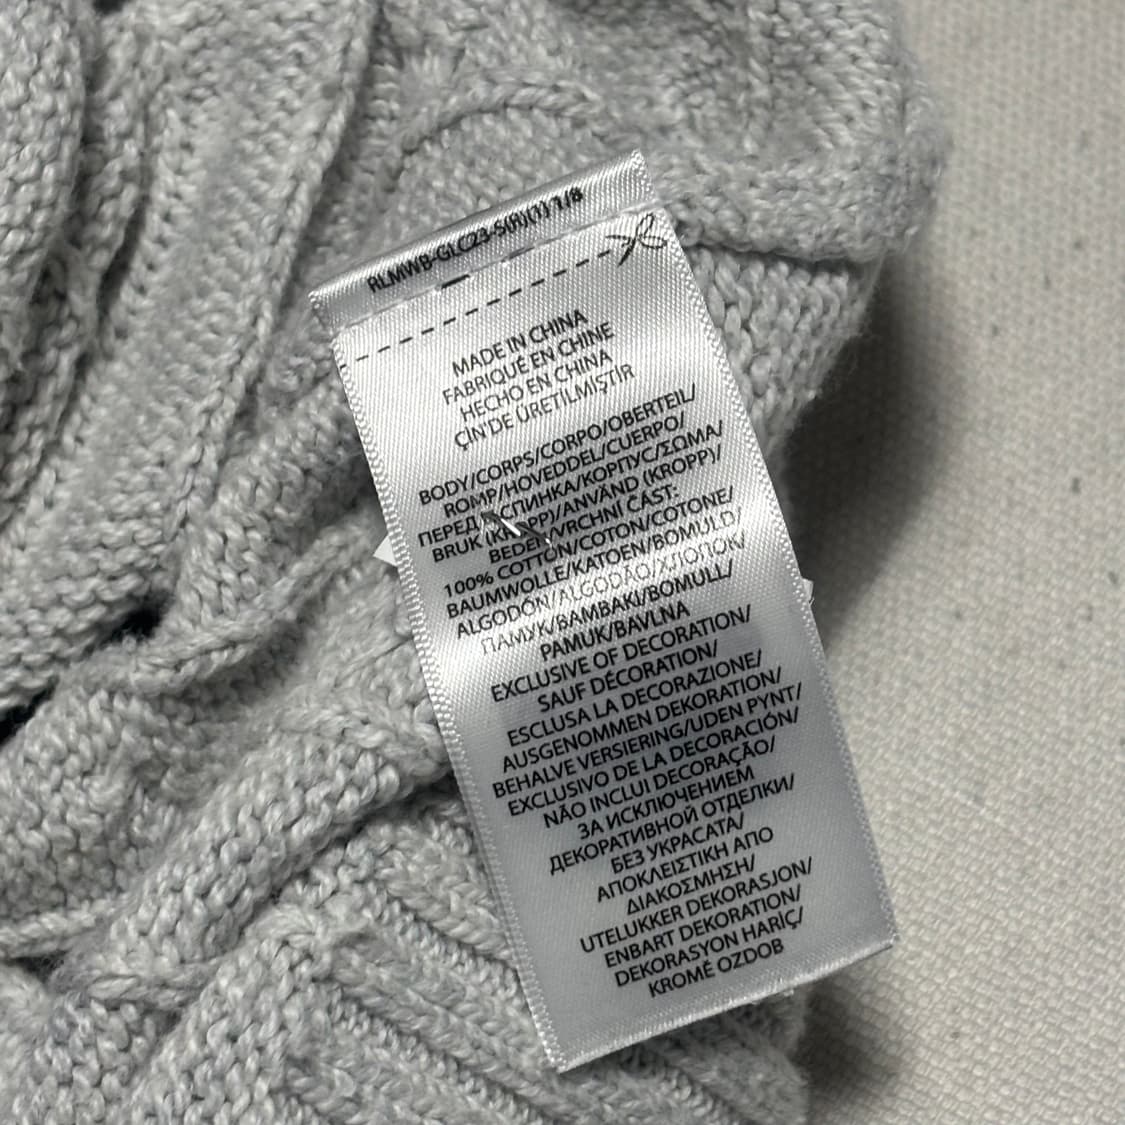 RLMWB-GLC23-S(R)(1) 1/8
MADE IN CHINA
FABRIQUÉ EN CHINE
HECHO EN CHINA
ÇİN'DE ÜRETİLMİŞTİR
BODY/CORPS/CORPO/OBERTEIL/
ROMP/HOVEDDEL/CUERPO/
ПЕРЕД СПИНКА/КОРПУС/ΣΩΜΑ/
BRUK (KROPP)/ANVÄND (KROPP)/
BEDEN/VRCHNÍ ČÁST:
100% COTTON/COTON/COTONE/
BAUMWOLLE/KATOEN/BOMULD/
ALGODÓN/ALGODÃO/ХЛОПОК/
ПАМУК/BAMBAKI/BOMULL/
PAMUK/BAVLNA
EXCLUSIVE OF DECORATION/
SAUF DÉCORATION/
ESCLUSA LA DECORAZIONE/
AUSGENOMMEN DEKORATION/
BEHALVE VERSIERING/UDEN PYNT/
EXCLUSIVO DE LA DECORACIÓN/
NÃO INCLUI DECORAÇÃO/
ЗА ИСКЛЮЧЕНИЕМ
ДЕКОРАТИВНОЙ ОТДЕЛКИ/
БЕЗ УКРАСАТА/
ΑΠΟΚΛΕΙΣΤΙΚΗ ΑΠΟ
ΔΙΑΚΟΣΜΗΣΗ/
UTELUKKER DEKORASJON/
ENBART DEKORATION/
DEKORASYON HARİÇ/
KROMĚ OZDOB